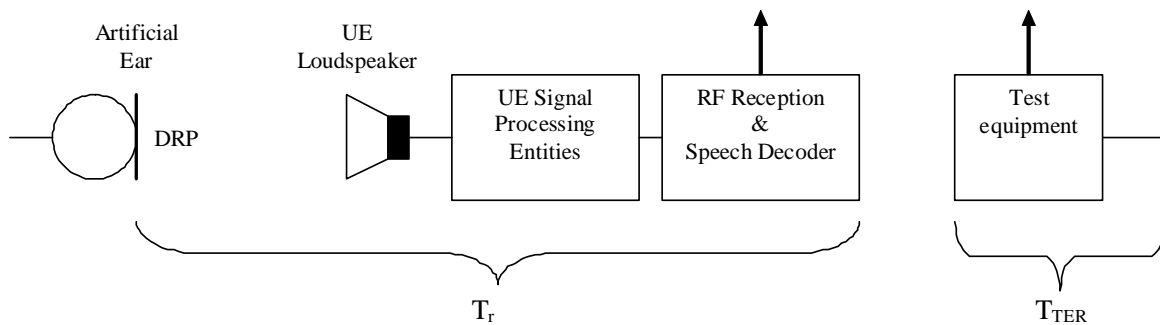 Artificial
Ear
DRP
UE
Loudspeaker
UE Signal
Processing
Entities
RF Reception
&
Speech Decoder
Test
equipment
Tr
TTER